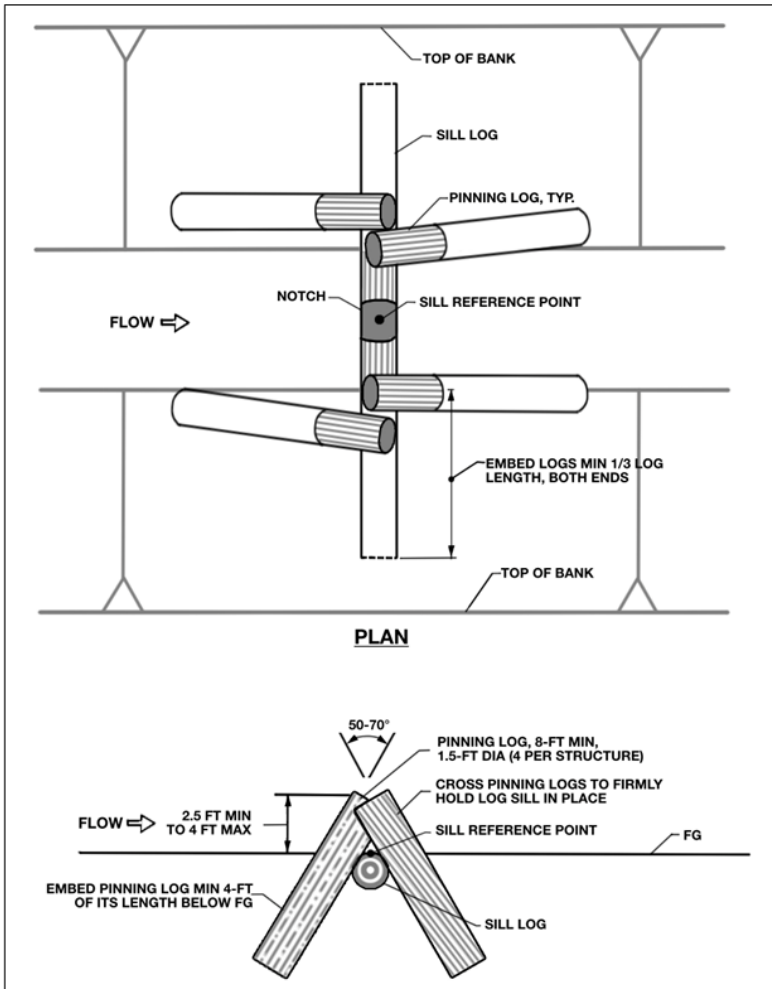 TOP OF BANK
SILL LOG
PINNING LOG, TYP.
NOTCH
SILL REFERENCE POINT
FLOW
EMBED LOGS MIN 1/3 LOG
LENGTH, BOTH ENDS
TOP OF BANK
PLAN
50-70°
PINNING LOG, 8-FT MIN,
1.5-FT DIA (4 PER STRUCTURE)
CROSS PINNING LOGS TO FIRMLY
HOLD LOG SILL IN PLACE
2.5 FT MIN
TO 4 FT MAX
FLOW
SILL REFERENCE POINT
FG
EMBED PINNING LOG MIN 4-FT
OF ITS LENGTH BELOW FG
SILL LOG